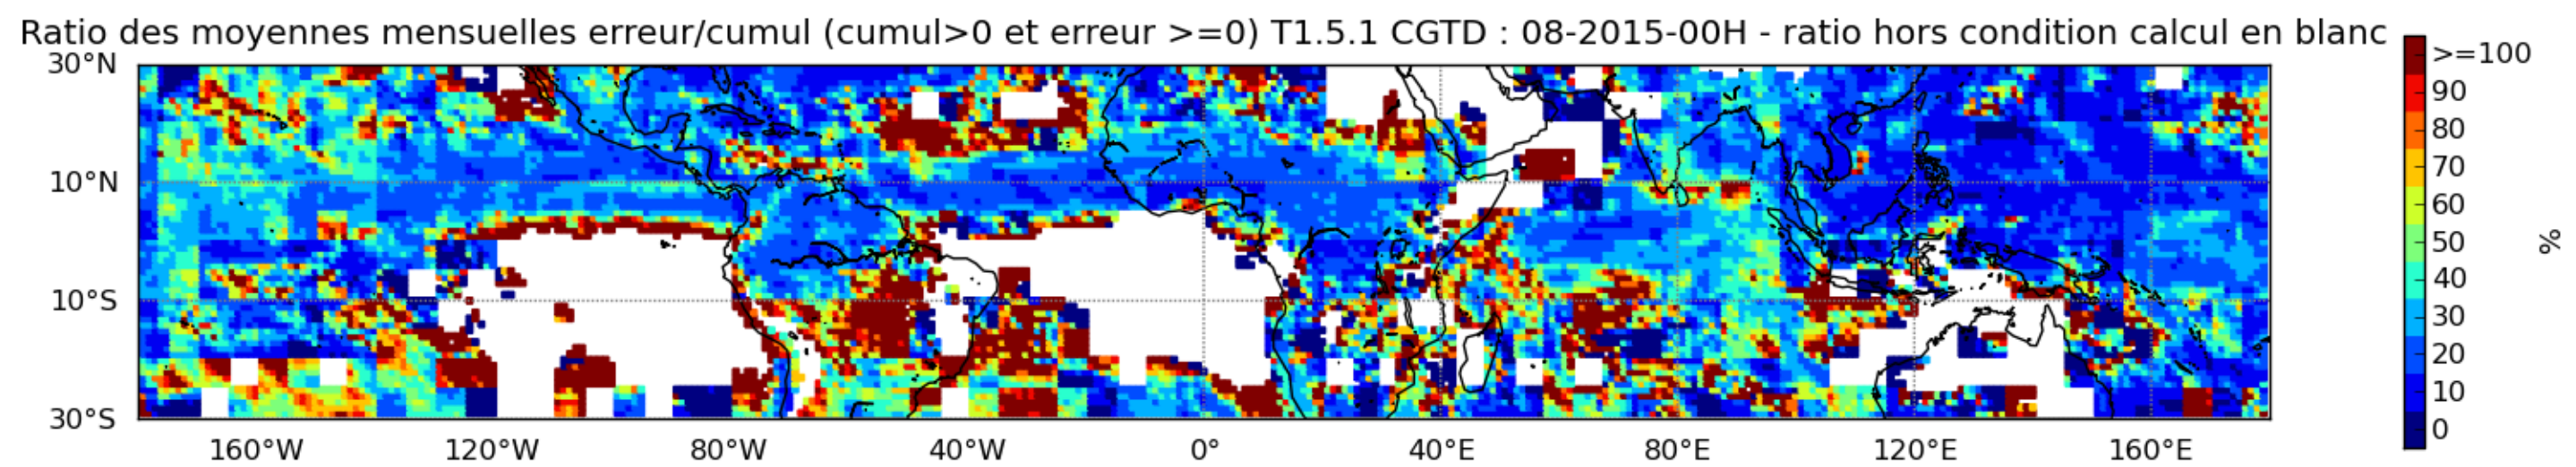 Ratio des moyennes mensuelles erreur/cumul (cumul>0 et erreur >=0) T1.5.1 CGTD : 08-2015-00H - ratio hors condition calcul en blanc
30°N
10°N
10°S
30°S
160°W 120°W 80°W 40°W 0° 40°E 80°E 120°E 160°E
>=100
90
80
70
60
50
40
30
20
10
0
%